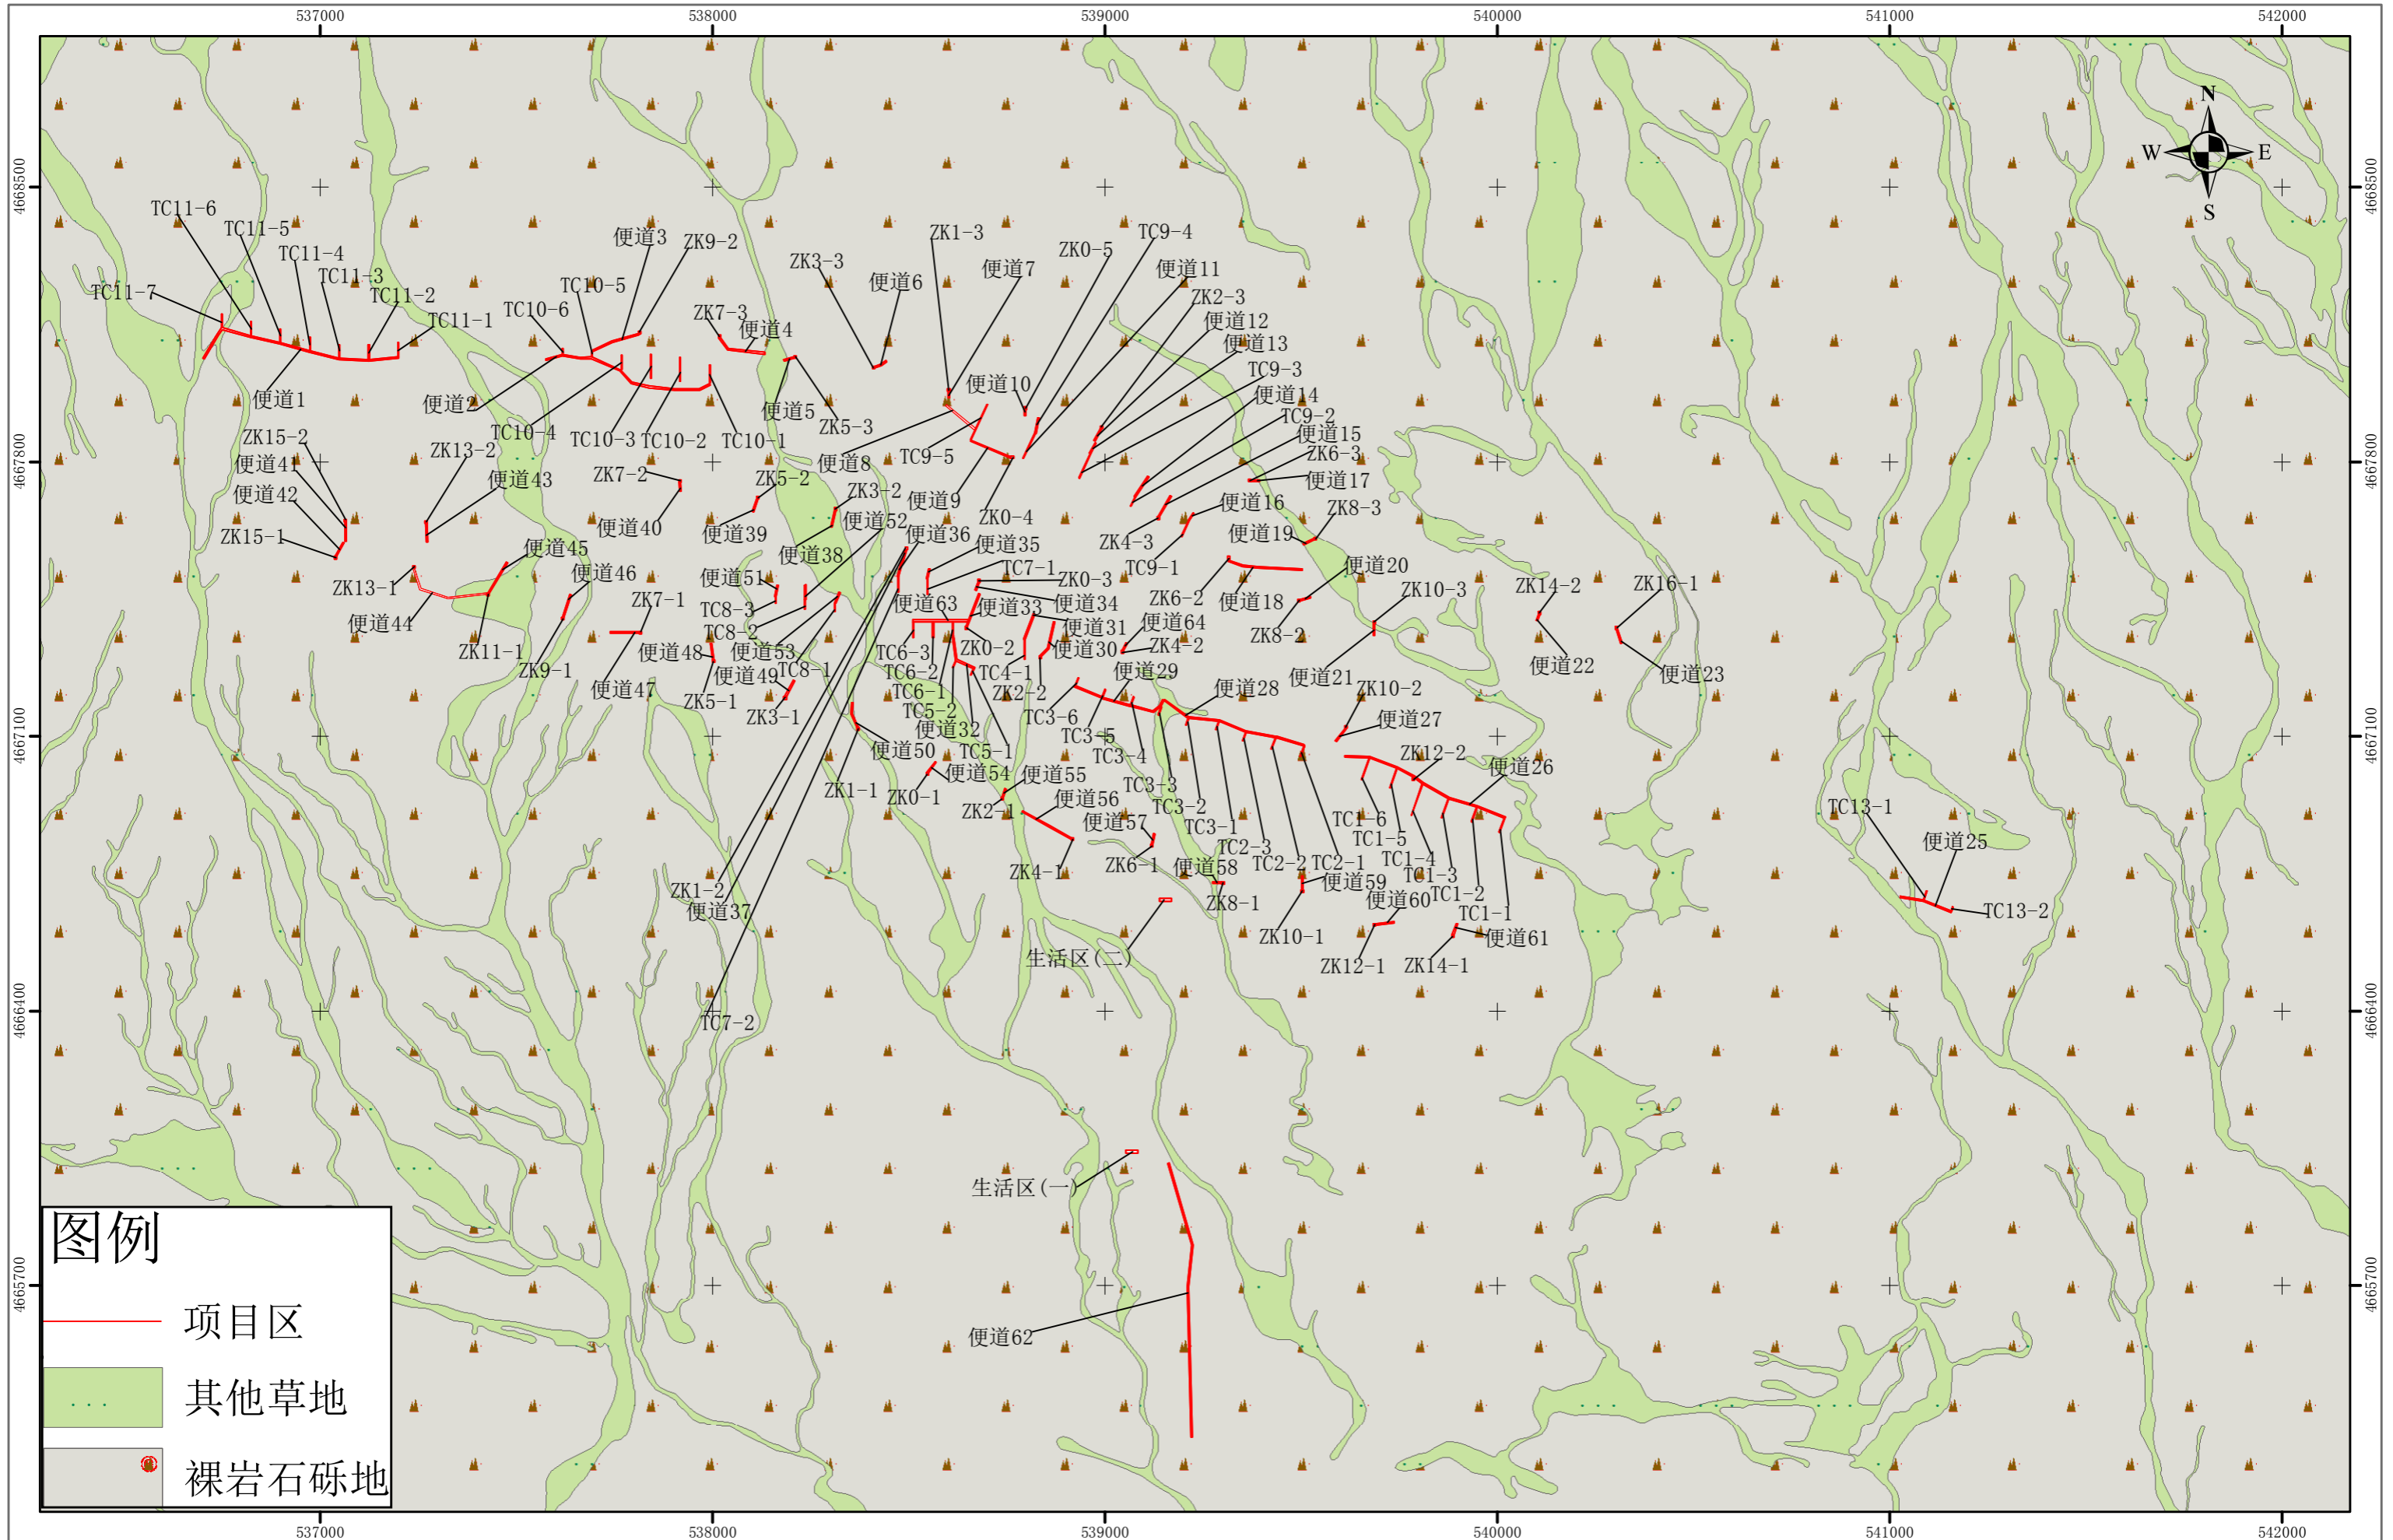 537000
538000
539000
540000
541000
542000
4668500
4667800
4667100
4666400
4665700
4668500
4667800
4667100
4666400
4665700
N
W
E
S
TC11-6
TC11-5
TC11-4
TC11-3
TC11-7
TC11-2
TC11-1
便道1
便道3
ZK9-2
TC10-5
TC10-6
ZK7-3
便道4
便道2
TC10-4
TC10-3
TC10-2
TC10-1
便道5
ZK5-3
ZK3-3
便道6
ZK1-3
便道7
ZK0-5
TC9-4
便道11
ZK2-3
便道12
便道13
TC9-3
便道14
TC9-2
便道15
ZK6-3
便道17
便道10
便道8
TC9-5
便道9
ZK0-4
ZK15-2
便道41
便道42
ZK15-1
ZK13-2
便道43
ZK7-2
便道40
ZK5-2
便道39
ZK3-2
便道52
便道38
便道36
便道35
TC7-1
ZK4-3
便道16
TC9-1
便道19
ZK8-3
便道20
ZK6-2
便道18
ZK8-2
ZK10-3
便道21
ZK14-2
便道22
ZK16-1
便道23
ZK13-1
便道44
便道45
便道46
ZK11-1
ZK9-1
ZK7-1
便道47
便道51
TC8-3
TC8-2
便道48
便道53
便道49
TC8-1
ZK5-1
ZK3-1
便道63
便道33
ZK0-3
便道34
便道31
便道30
便道64
ZK4-2
便道29
TC6-3
TC6-2
TC6-1
TC5-2
ZK0-2
TC4-1
ZK2-2
便道32
TC5-1
TC3-6
TC3-5
TC3-4
TC3-3
TC3-2
TC3-1
TC2-3
TC2-2
TC2-1
便道28
ZK10-2
便道27
ZK12-2
便道26
TC1-6
TC1-5
TC1-4
TC1-3
TC1-2
TC1-1
便道50
ZK1-1
便道54
ZK0-1
便道55
ZK2-1
便道56
ZK4-1
便道57
ZK6-1
便道58
ZK8-1
便道59
ZK10-1
便道60
ZK12-1
便道61
ZK14-1
TC13-1
便道25
TC13-2
ZK1-2
便道37
TC7-2
生活区(二)
生活区(一)
便道62
图例
项目区
其他草地
裸岩石砾地
537000
538000
539000
540000
541000
542000